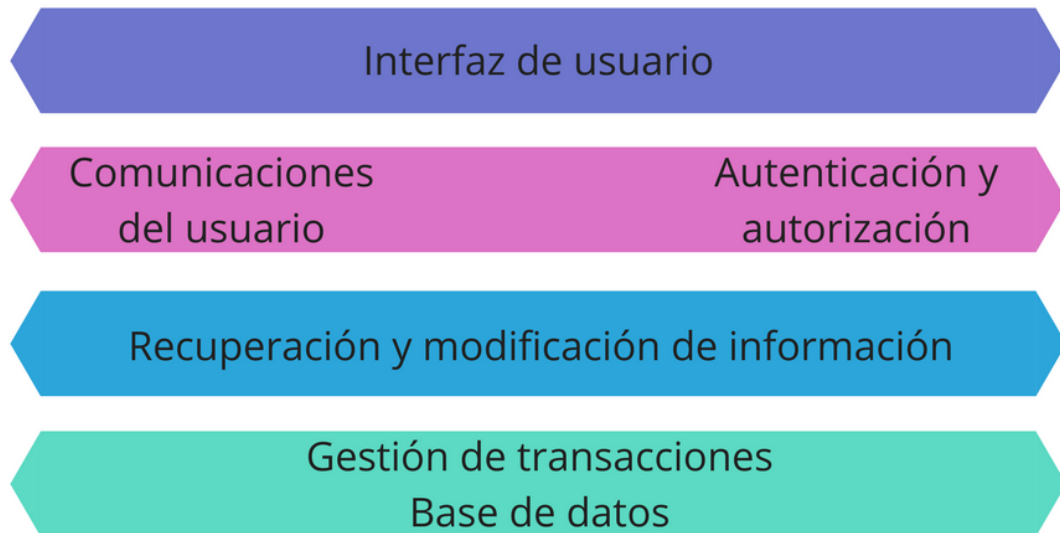 Interfaz de usuario
Comunicaciones
del usuario
Autenticación y
autorización
Recuperación y modificación de información
Gestión de transacciones
Base de datos